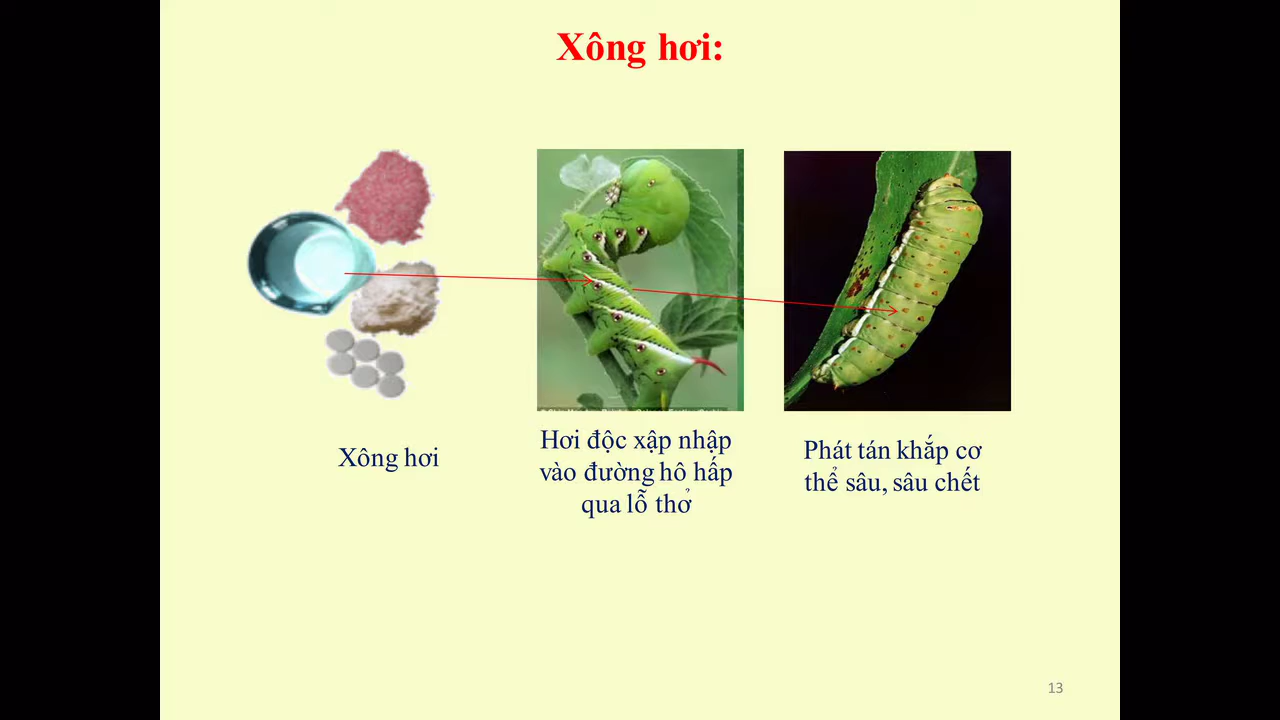 Xông hơi:
Xông hơi
Hơi độc xập nhập
vào đường hô hấp
qua lỗ thở
Phát tán khắp cơ
thể sâu, sâu chết
13